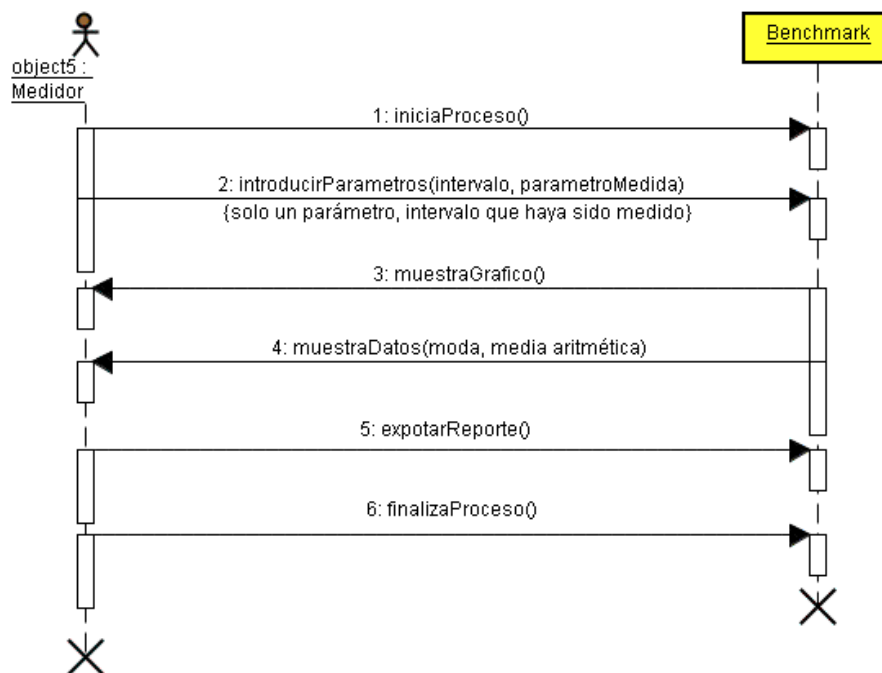 object5 :
Medidor
Benchmark
1: iniciaProceso()
2: introducirParametros(intervalo, parametroMedida)
{solo un parámetro, intervalo que haya sido medido}
3: muestraGrafico()
4: muestraDatos(moda, media aritmética)
5: expotarReporte()
6: finalizaProceso()